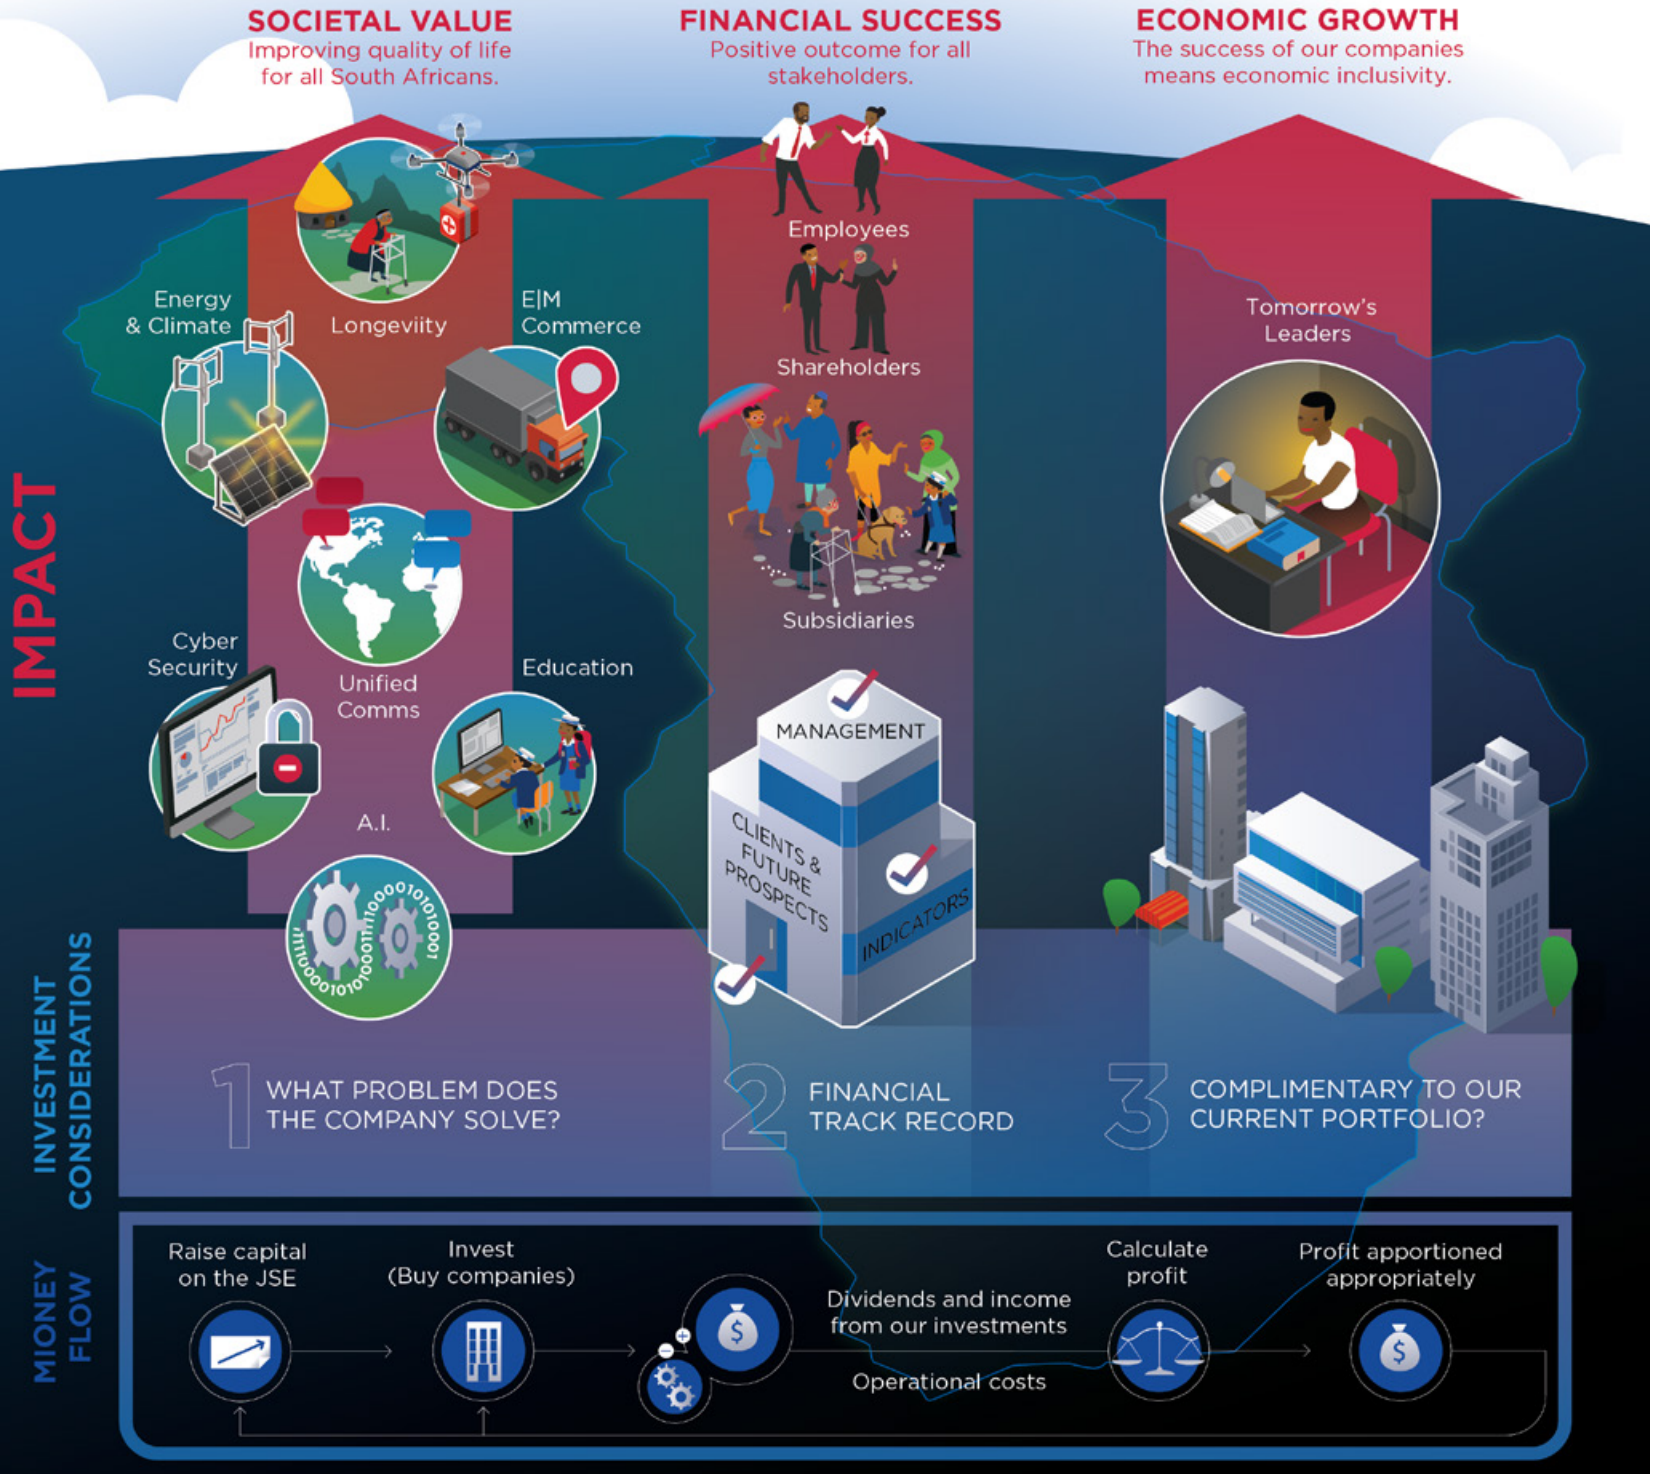 SOCIETAL VALUE
Improving quality of life
for all South Africans.
FINANCIAL SUCCESS
Positive outcome for all
stakeholders.
ECONOMIC GROWTH
The success of our companies
means economic inclusivity.
IMPACT
Energy
& Climate
Longeviity
E|M
Commerce
Cyber
Security
Unified
Comms
Education
A.I.
Employees
Shareholders
Subsidiaries
MANAGEMENT
CLIENTS &
FUTURE
PROSPECTS
INDICATORS
Tomorrow's
Leaders
INVESTMENT
CONSIDERATIONS
1
WHAT PROBLEM DOES
THE COMPANY SOLVE?
2
FINANCIAL
TRACK RECORD
3
COMPLIMENTARY TO OUR
CURRENT PORTFOLIO?
MONEY
FLOW
Raise capital
on the JSE
Invest
(Buy companies)
$
Dividends and income
from our investments
Operational costs
Calculate
profit
Profit apportioned
appropriately
$